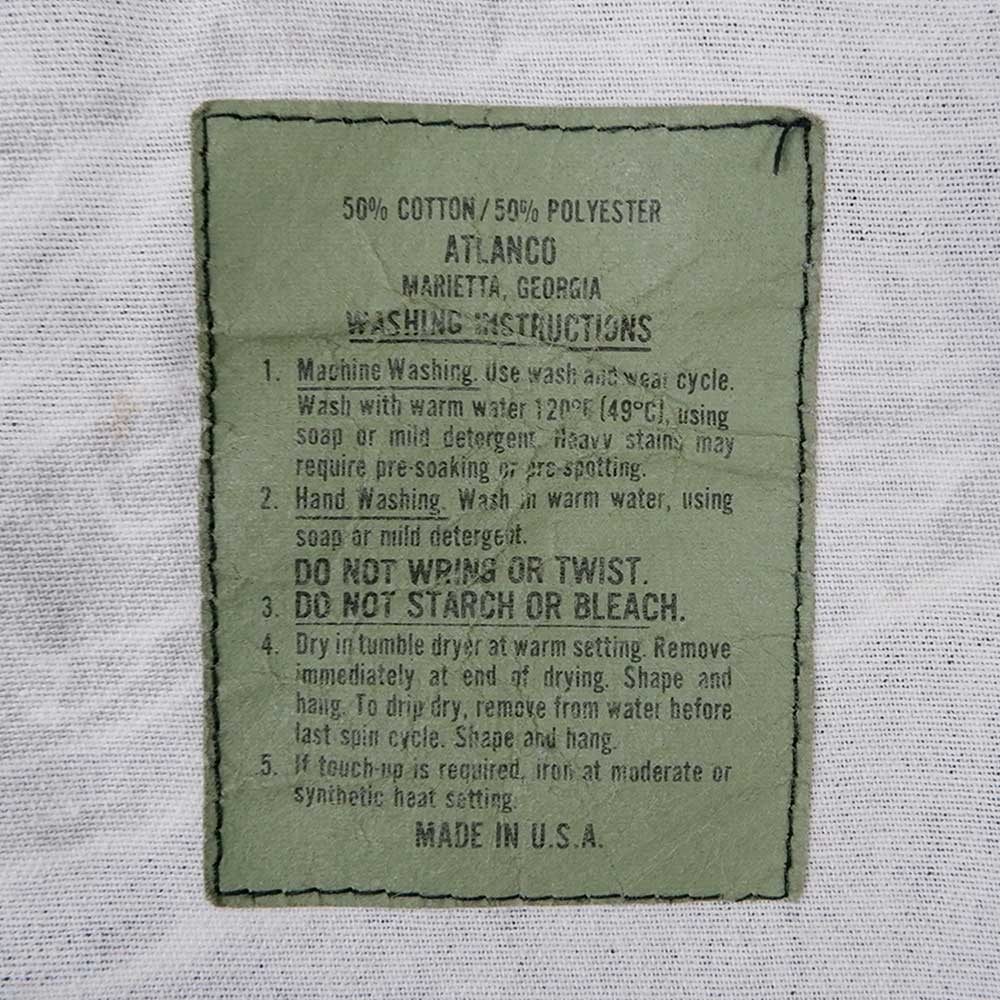 50% COTTON/50% POLYESTER
ATLANCO
MARIETTA, GEORGIA
WASHING INSTRUCTIONS
1. Machine Washing. Use wash and wear cycle.
Wash with warm water 120°F (49°C), using
soap or mild detergent. Heavy stains may
require pre-soaking or pre-spotting.
2. Hand Washing. Wash in warm water, using
soap or mild detergent.
DO NOT WRING OR TWIST.
3. DO NOT STARCH OR BLEACH.
4. Dry in tumble dryer at warm setting. Remove
immediately at end of drying. Shape and
hang. To drip dry, remove from water before
last spin cycle. Shape and hang.
5. If touch-up is required, iron at moderate or
synthetic heat setting.
MADE IN U.S.A.